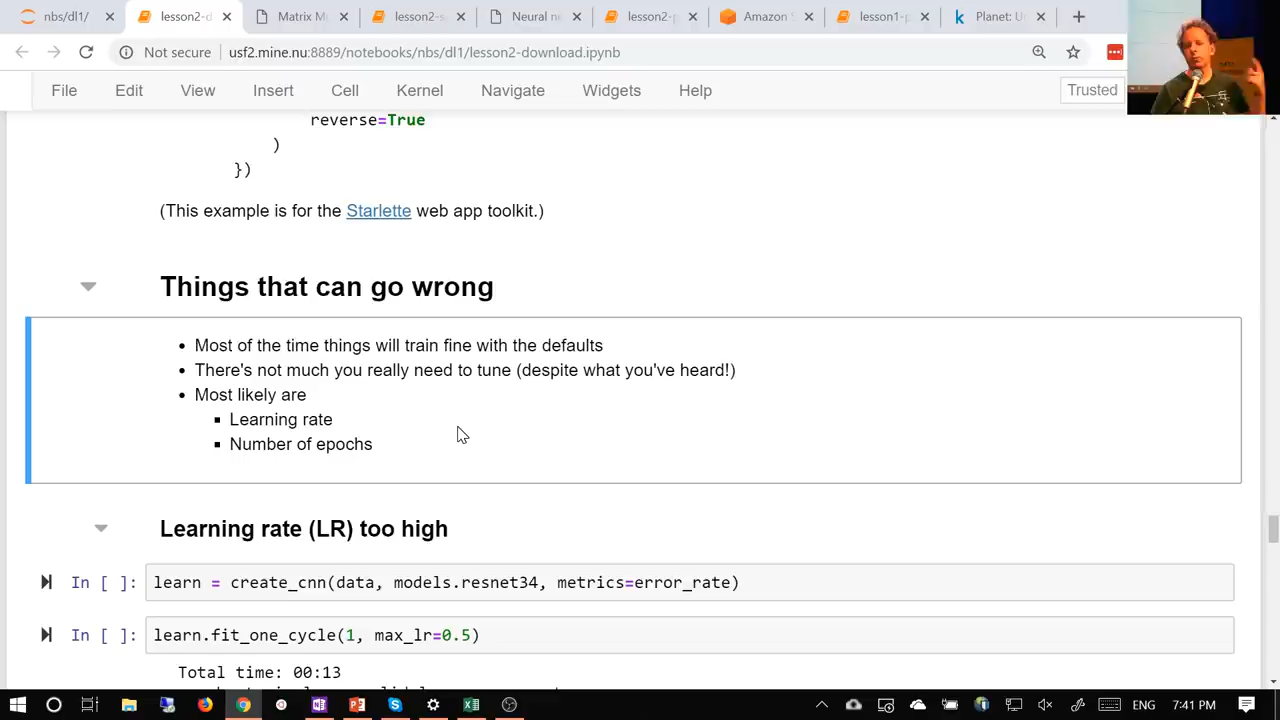 nbs/dl1/
lesson2-d
Matrix M
lesson2-s
Neural n
lesson2-p
Amazon S
lesson1-p
Planet: U
Not secure
usf2.mine.nu:8889/notebooks/nbs/dl1/lesson2-download.ipynb
File Edit View Insert Cell Kernel Navigate Widgets Help Trusted
reverse=True
)
})
(This example is for the Starlette web app toolkit.)
Things that can go wrong
• Most of the time things will train fine with the defaults
• There's not much you really need to tune (despite what you've heard!)
• Most likely are
▪ Learning rate
▪ Number of epochs
Learning rate (LR) too high
In [ ]: learn = create_cnn(data, models.resnet34, metrics=error_rate)
In [ ]: learn.fit_one_cycle(1, max_lr=0.5)
Total time: 00:13
ENG 7:41 PM